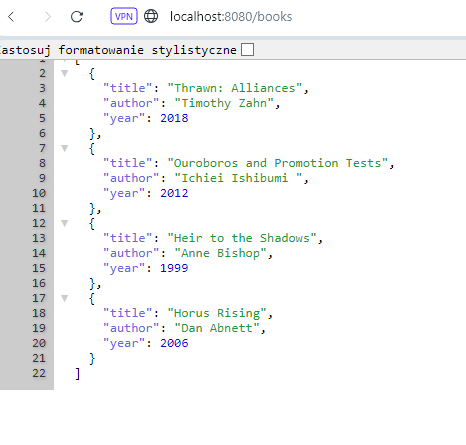 VPN localhost:8080/books
Zastosuj formatowanie stylistyczne
1 [
2 {
3 "title": "Thrawn: Alliances",
4 "author": "Timothy Zahn",
5 "year": 2018
6 },
7 {
8 "title": "Ouroboros and Promotion Tests",
9 "author": "Ichiei Ishibumi ",
10 "year": 2012
11 },
12 {
13 "title": "Heir to the Shadows",
14 "author": "Anne Bishop",
15 "year": 1999
16 },
17 {
18 "title": "Horus Rising",
19 "author": "Dan Abnett",
20 "year": 2006
21 }
22 ]